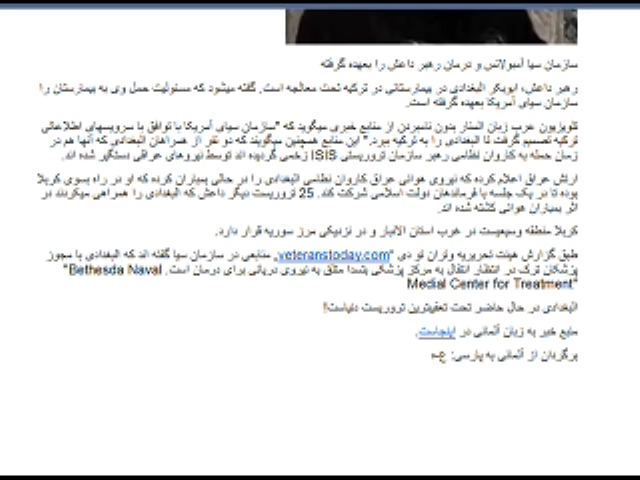 سازمان سیا آمبولانس و درمان رهبر داعش را بعهده گرفته
رهبر داعش، ابوبکر البغدادی در بیمارستانی در ترکیه تحت معالجه است. گفته میشود که مسئولیت حمل وی به بیمارستان را
سازمان سیای آمریکا بعهده گرفته است.
تلویزیون عرب زبان المنار بدون نامبردن از منابع خبری میگوید که "سازمان سیای آمریکا با توافق با سرویسهای اطلاعاتی
ترکیه تصمیم گرفت تا البغدادی را به ترکیه ببرد." این منابع همچنین میگویند که دو نفر از همراهان البغدادی که آنها هم در
زمان حمله به کاروان نظامی رهبر سازمان تروریستی ISIS زخمی گردیده اند توسط نیروهای عراقی دستگیر شده اند.
ارتش عراق اعلام کرده که نیروی هوائی عراق کاروان نظامی البغدادی را در حالی بمباران کرده که او در راه بسوی کربلا
بوده تا در یک جلسه با فرماندهان دولت اسلامی شرکت کند. 25 تروریست دیگر داعش که البغدادی را همراهی میکردند در
اثر بمباران هوائی کشته شده اند.
کربلا منطقه وسیعیست در غرب استان الانبار و در نزدیکی مرز سوریه قرار دارد.
طبق گزارش هیئت تحریریه وتران تو دی "veteranstoday.com، منابعی در سازمان سیا گفته اند که البغدادی با مجوز
پزشکان ترک در انتظار انتقال به مرکز پزشکی بتسدا متلق به نیروی دریائی برای درمان است. Bethesda Naval"
Medial Center for Treatment"
البغدادی در حال حاضر تحت تعقیبترین تروریست دنیاست!
منبع خبر به زبان آلمانی در اینجاست.
برگردان از آلمانی به پارسی: